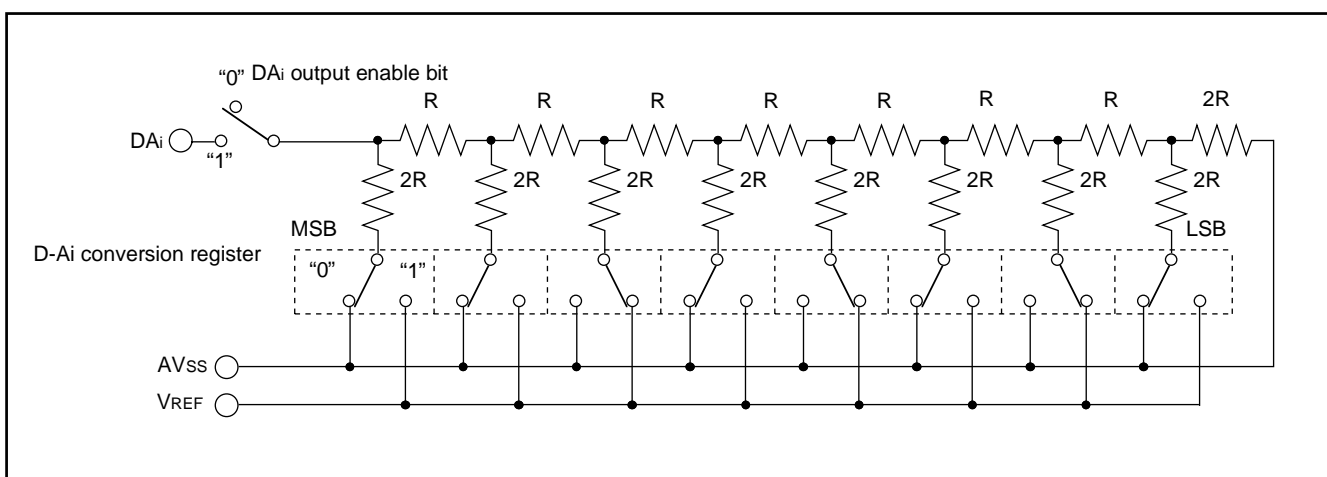 “0” DAi output enable bit
R R R R R R R 2R
DAi
“1”
2R 2R 2R 2R 2R 2R 2R 2R
MSB LSB
D-Ai conversion register
“0” “1”
AVSS
VREF